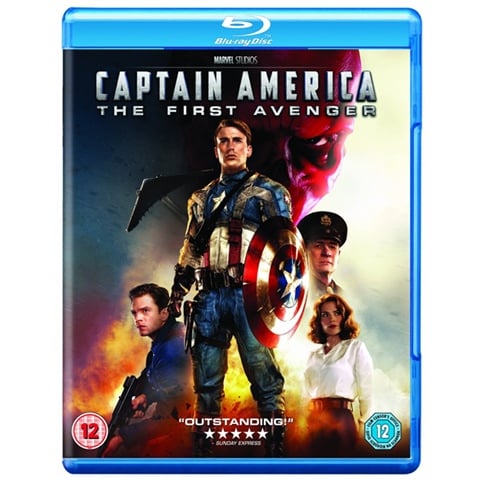 Blu-ray Disc
MARVEL STUDIOS
CAPTAIN AMERICA
THE FIRST AVENGER
"OUTSTANDING!"
★★★★★
– SUNDAY EXPRESS
12
12